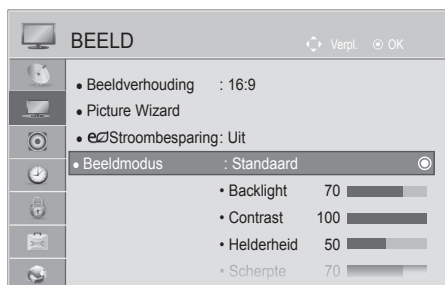 BEELD
Verpl. OK
• Beeldverhouding : 16:9
• Picture Wizard
• Stroombesparing: Uit
• Beeldmodus : Standaard
• Backlight 70
• Contrast 100
• Helderheid 50
• Scherpte 70